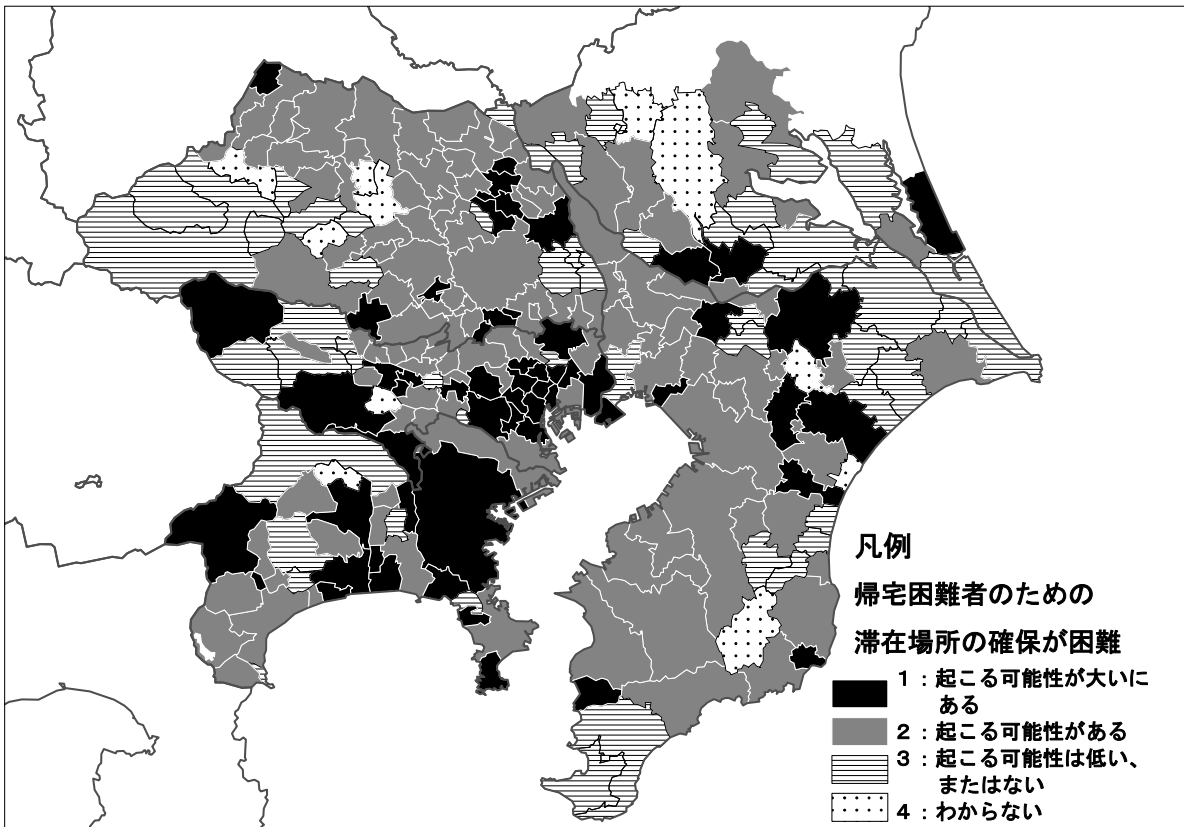 凡例
帰宅困難者のための
滞在場所の確保が困難
1：起こる可能性が大いに
ある
2：起こる可能性がある
3：起こる可能性は低い、
またはない
4：わからない